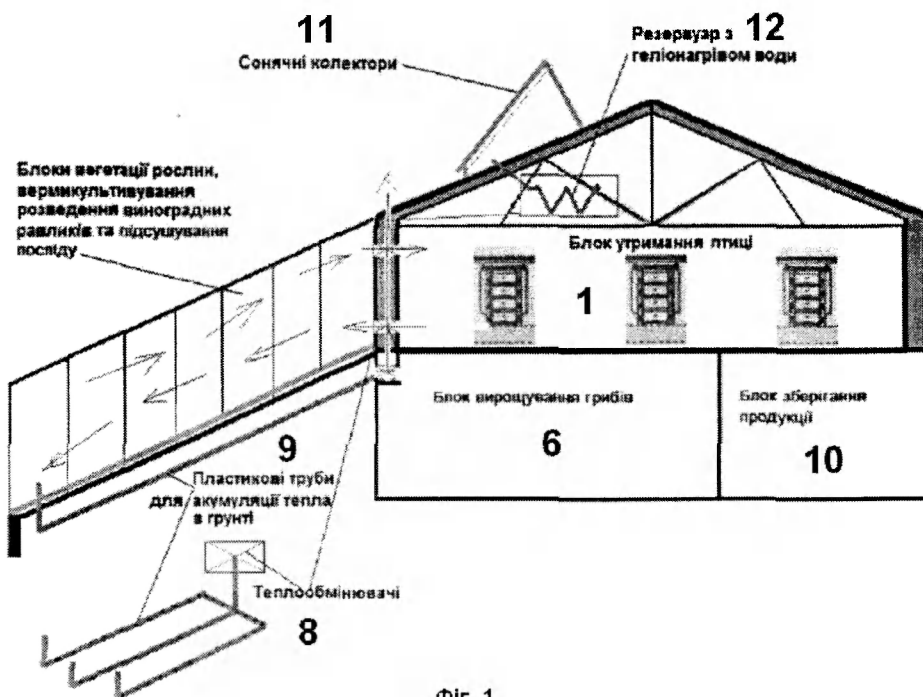 11
Сонячні колектори
Резервуар з 12
геліонагрівом води
Блоки вегетації рослин,
вермикультивування
розведення виноградних
равликів та підсушування
посліду
Блок утримання птиці
1
Блок вирощування грибів
6
Блок зберігання
продукції
10
9
Пластикові труби
для акумуляції тепла
в грунті
Теплообмінювачі
8
Фіг. 1